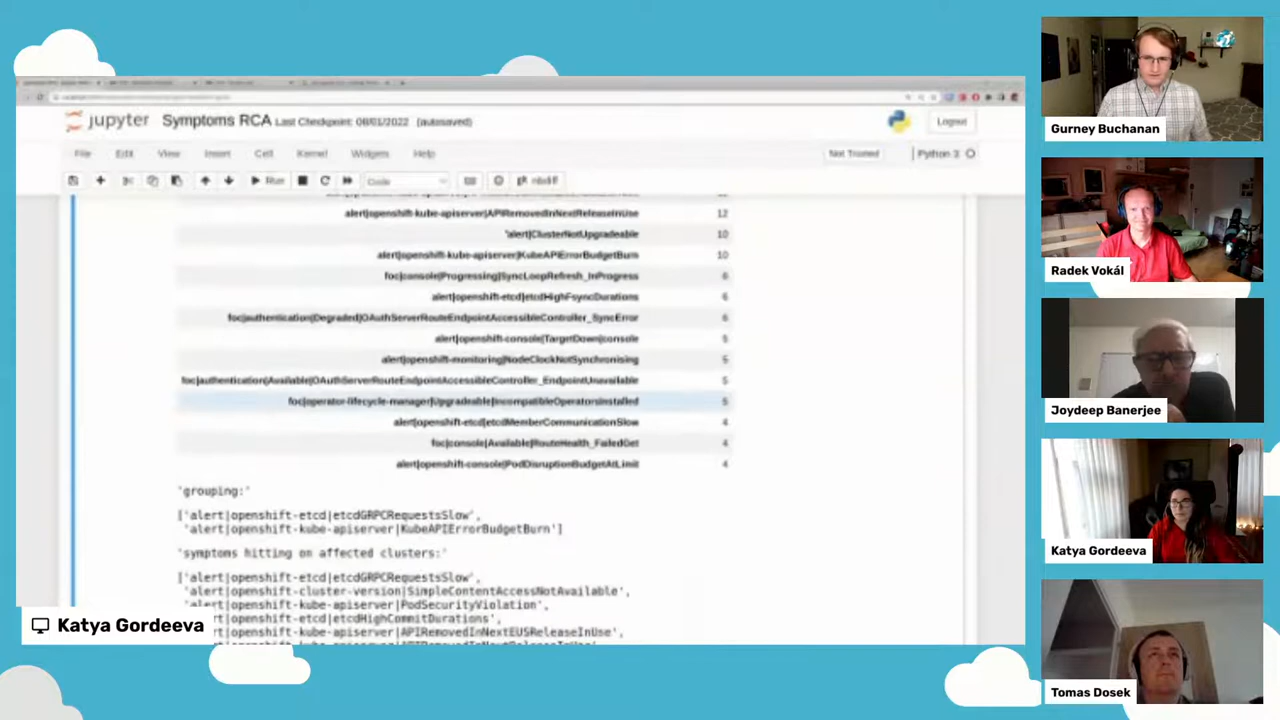 jupyter Symptoms RCA Last Checkpoint: 08/01/2022 (autosaved)
Logout
File Edit View Insert Cell Kernel Widgets Help
Not Trusted
Python 3
Run
Code
nbdiff
alert|openshift-kube-apiserver|APIRemovedInNextReleaseInUse 12
'alert|ClusterNotUpgradeable 10
alert|openshift-kube-apiserver|KubeAPIErrorBudgetBurn 10
foc|console|Progressing|SyncLoopRefresh_InProgress 6
alert|openshift-etcd|etcdHighFsyncDurations 6
foc|authentication|Degraded|OAuthServerRouteEndpointAccessibleController_SyncError 6
alert|openshift-console|TargetDown|console 5
alert|openshift-monitoring|NodeClockNotSynchronising 5
foc|authentication|Available|OAuthServerRouteEndpointAccessibleController_EndpointUnavailable 5
foc|operator-lifecycle-manager|Upgradeable|IncompatibleOperatorsInstalled 5
alert|openshift-etcd|etcdMemberCommunicationSlow 4
foc|console|Available|RouteHealth_FailedGet 4
alert|openshift-console|PodDisruptionBudgetAtLimit 4
'grouping:'
['alert|openshift-etcd|etcdGRPCRequestsSlow',
'alert|openshift-kube-apiserver|KubeAPIErrorBudgetBurn']
'symptoms hitting on affected clusters:'
['alert|openshift-etcd|etcdGRPCRequestsSlow',
'alert|openshift-cluster-version|SimpleContentAccessNotAvailable',
'alert|openshift-kube-apiserver|PodSecurityViolation',
'alert|openshift-etcd|etcdHighCommitDurations',
'alert|openshift-kube-apiserver|APIRemovedInNextEUSReleaseInUse',
Katya Gordeeva
Gurney Buchanan
Radek Vokál
Joydeep Banerjee
Katya Gordeeva
Tomas Dosek